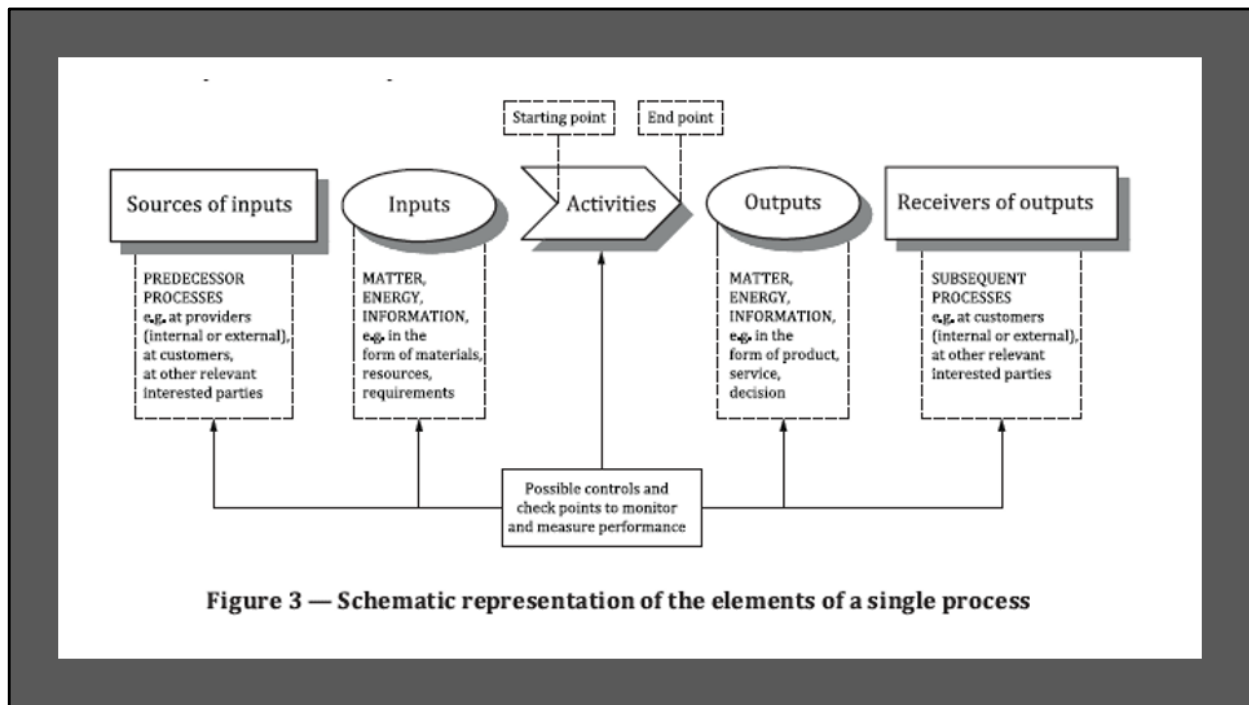 Starting point
End point
Sources of inputs
Inputs
Activities
Outputs
Receivers of outputs
PREDECESSOR
PROCESSES
e.g. at providers
(internal or external),
at customers,
at other relevant
interested parties
MATTER,
ENERGY,
INFORMATION,
e.g. in the
form of materials,
resources,
requirements
MATTER,
ENERGY,
INFORMATION,
e.g. in the
form of product,
service,
decision
SUBSEQUENT
PROCESSES
e.g. at customers
(internal or external),
at other relevant
interested parties
Possible controls and
check points to monitor
and measure performance
Figure 3 — Schematic representation of the elements of a single process